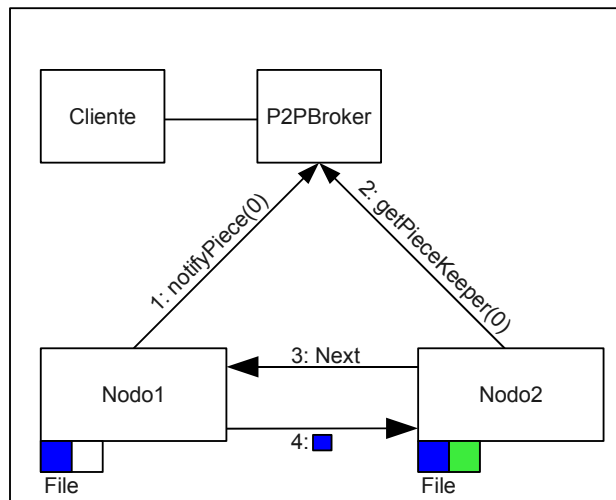 Cliente
P2PBroker
1: notifyPiece(0)
2: getPieceKeeper(0)
3: Next
Nodo1
Nodo2
4:
File
File